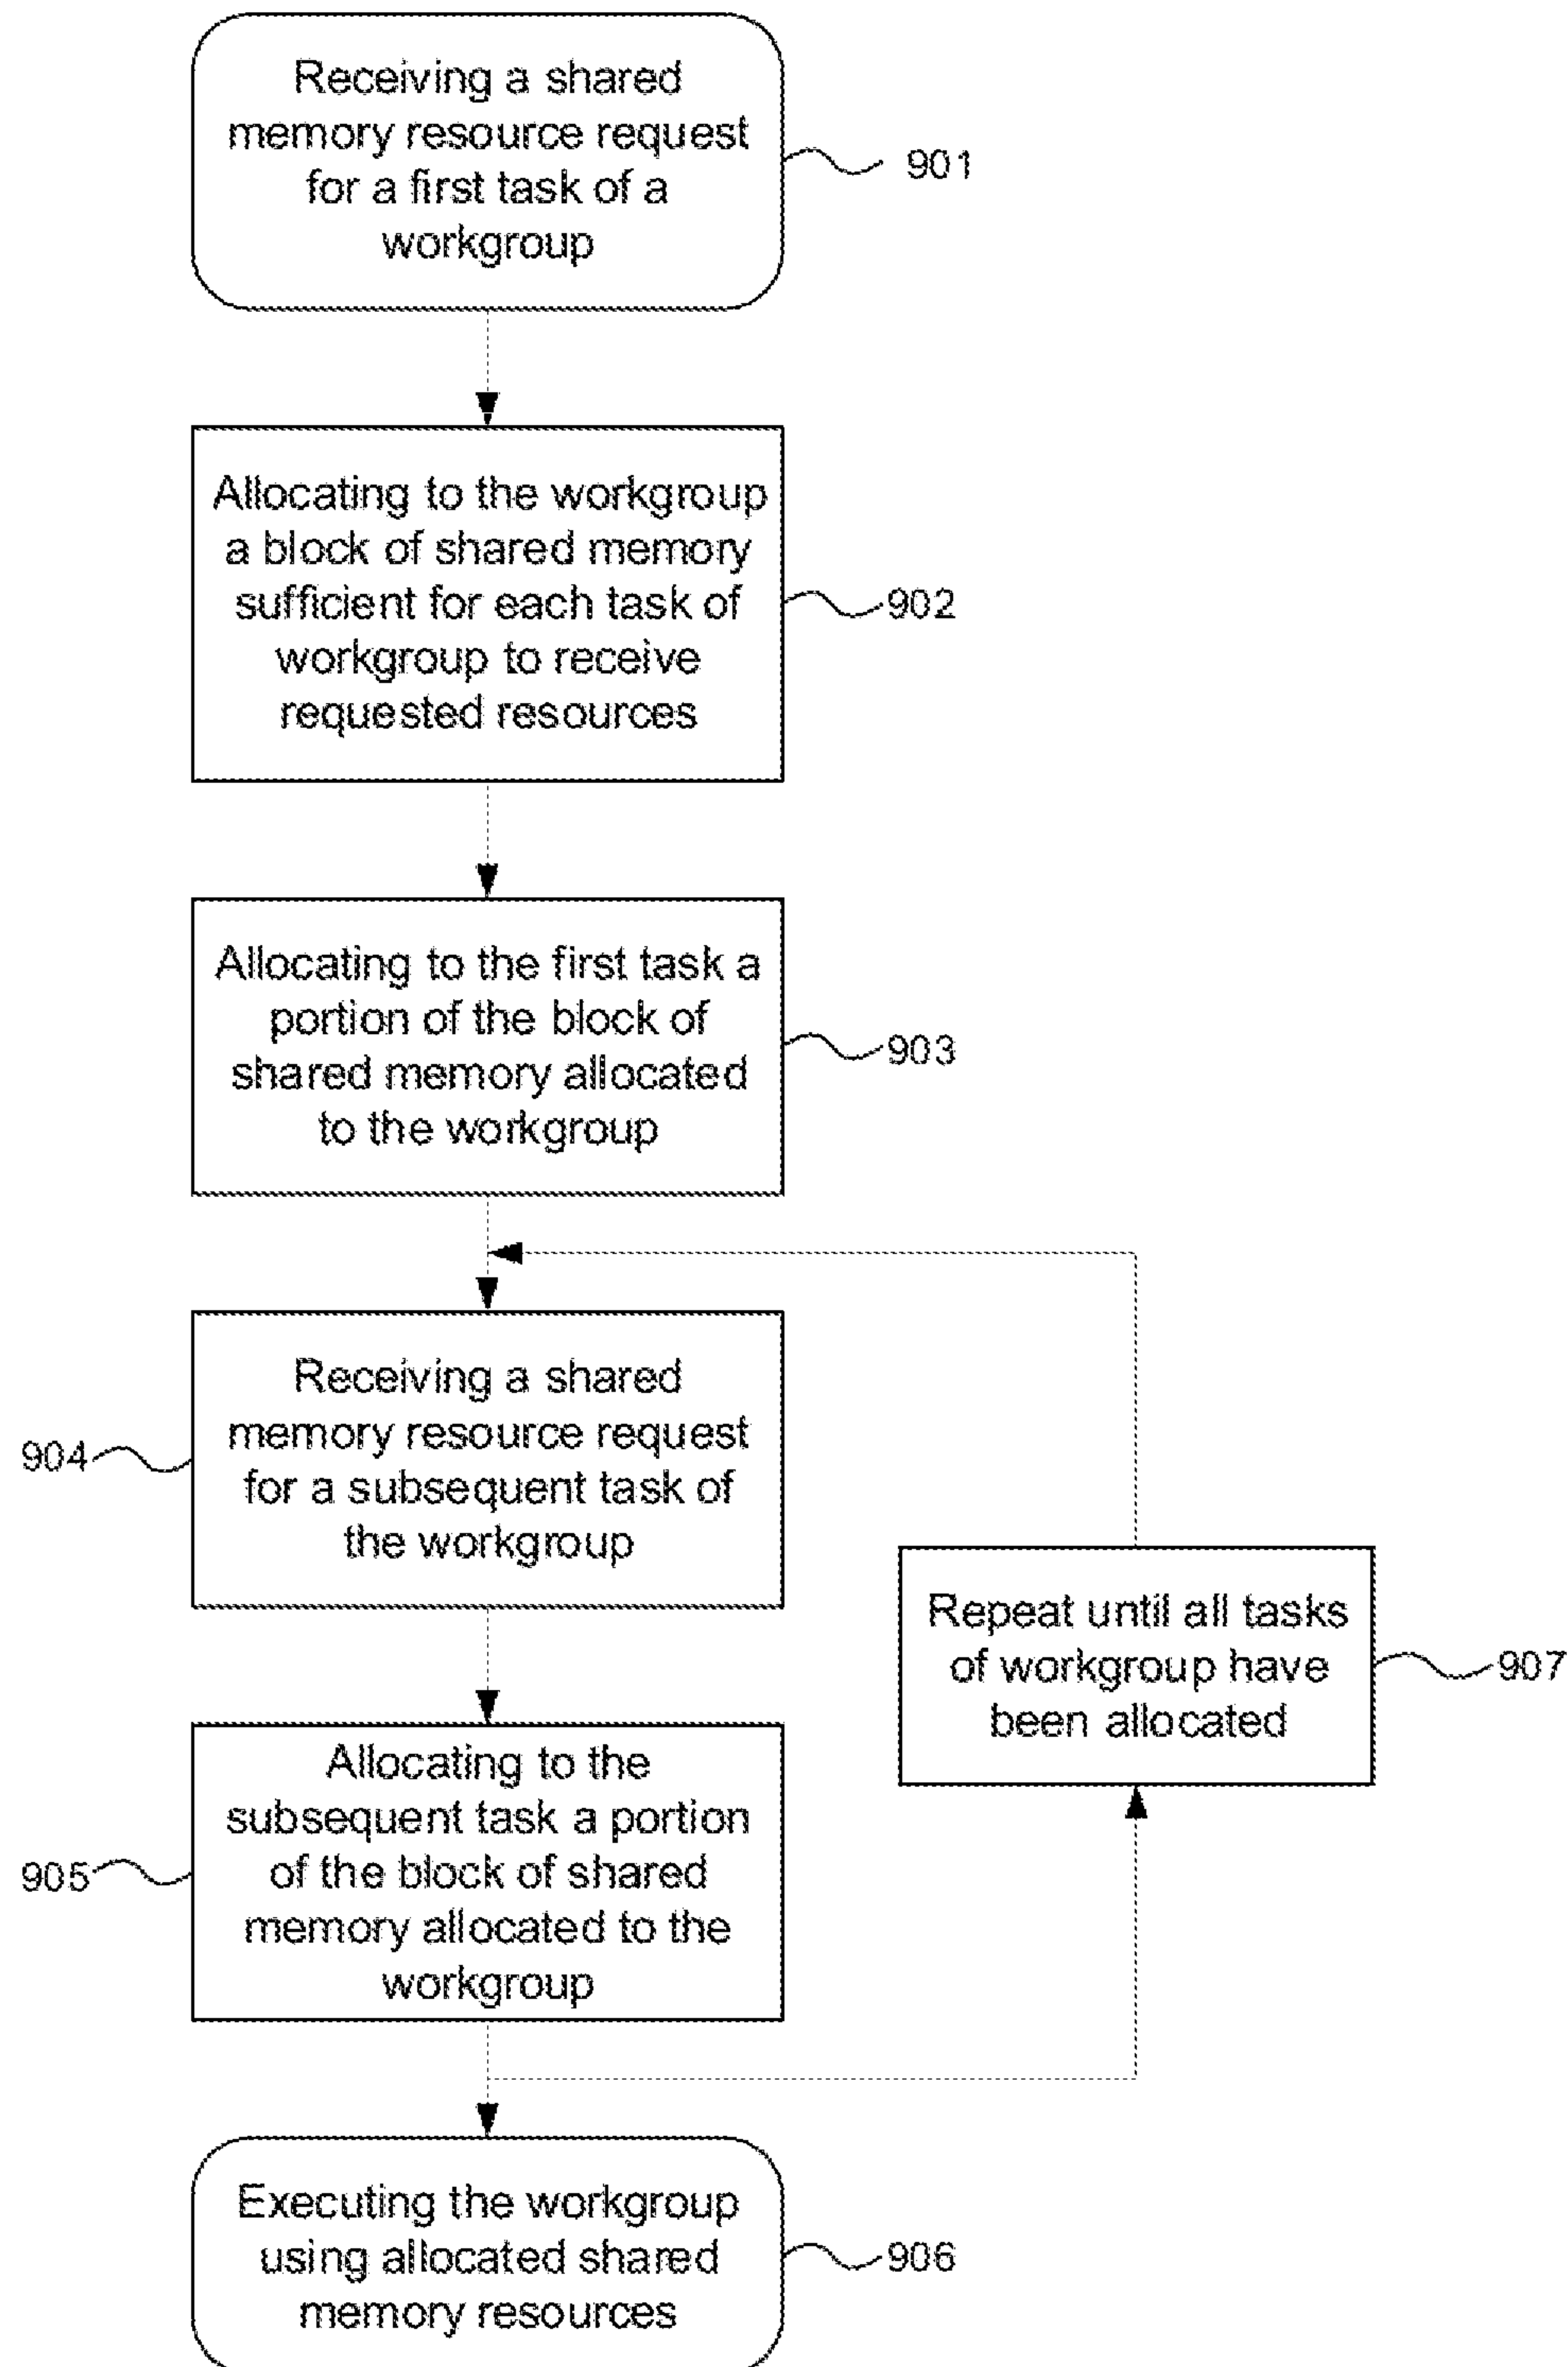 Receiving a shared
memory resource request
for a first task of a
workgroup
901
Allocating to the workgroup
a block of shared memory
sufficient for each task of
workgroup to receive
requested resources
902
Allocating to the first task a
portion of the block of
shared memory allocated
to the workgroup
903
Receiving a shared
memory resource request
for a subsequent task of
the workgroup
904
Repeat until all tasks
of workgroup have
been allocated
907
Allocating to the
subsequent task a portion
of the block of shared
memory allocated to the
workgroup
905
Executing the workgroup
using allocated shared
memory resources
906